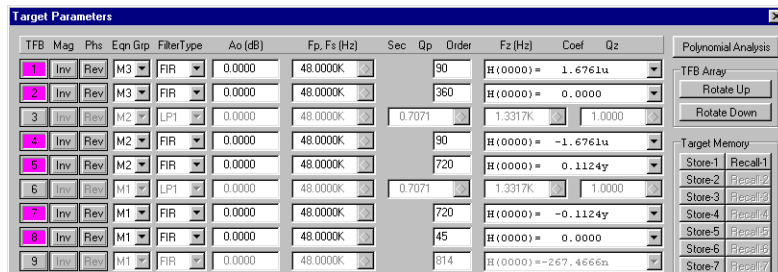 Target Parameters
TFB Mag Phs Eqn Grp FilterType Ao (dB) Fp, Fs (Hz) Sec Qp Order Fz (Hz) Coef Qz
1 Inv Rev M3 FIR 0.0000 48.0000K 90 H(0000)= 1.6761u
2 Inv Rev M3 FIR 0.0000 48.0000K 360 H(0000)= 0.0000
3 Inv Rev M2 LP1 0.0000 48.0000K 0.7071 1.3317K 1.0000
4 Inv Rev M2 FIR 0.0000 48.0000K 90 H(0000)= -1.6761u
5 Inv Rev M2 FIR 0.0000 48.0000K 720 H(0000)= 0.1124y
6 Inv Rev M1 LP1 0.0000 48.0000K 0.7071 1.3317K 1.0000
7 Inv Rev M1 FIR 0.0000 48.0000K 720 H(0000)= -0.1124y
8 Inv Rev M1 FIR 0.0000 48.0000K 45 H(0000)= 0.0000
9 Inv Rev M1 FIR 0.0000 48.0000K 814 H(0000)=-267.4666n
Polynomial Analysis
TFB Array
Rotate Up
Rotate Down
Target Memory
Store-1 Recall-1
Store-2 Recall-2
Store-3 Recall-3
Store-4 Recall-4
Store-5 Recall-5
Store-6 Recall-6
Store-7 Recall-7